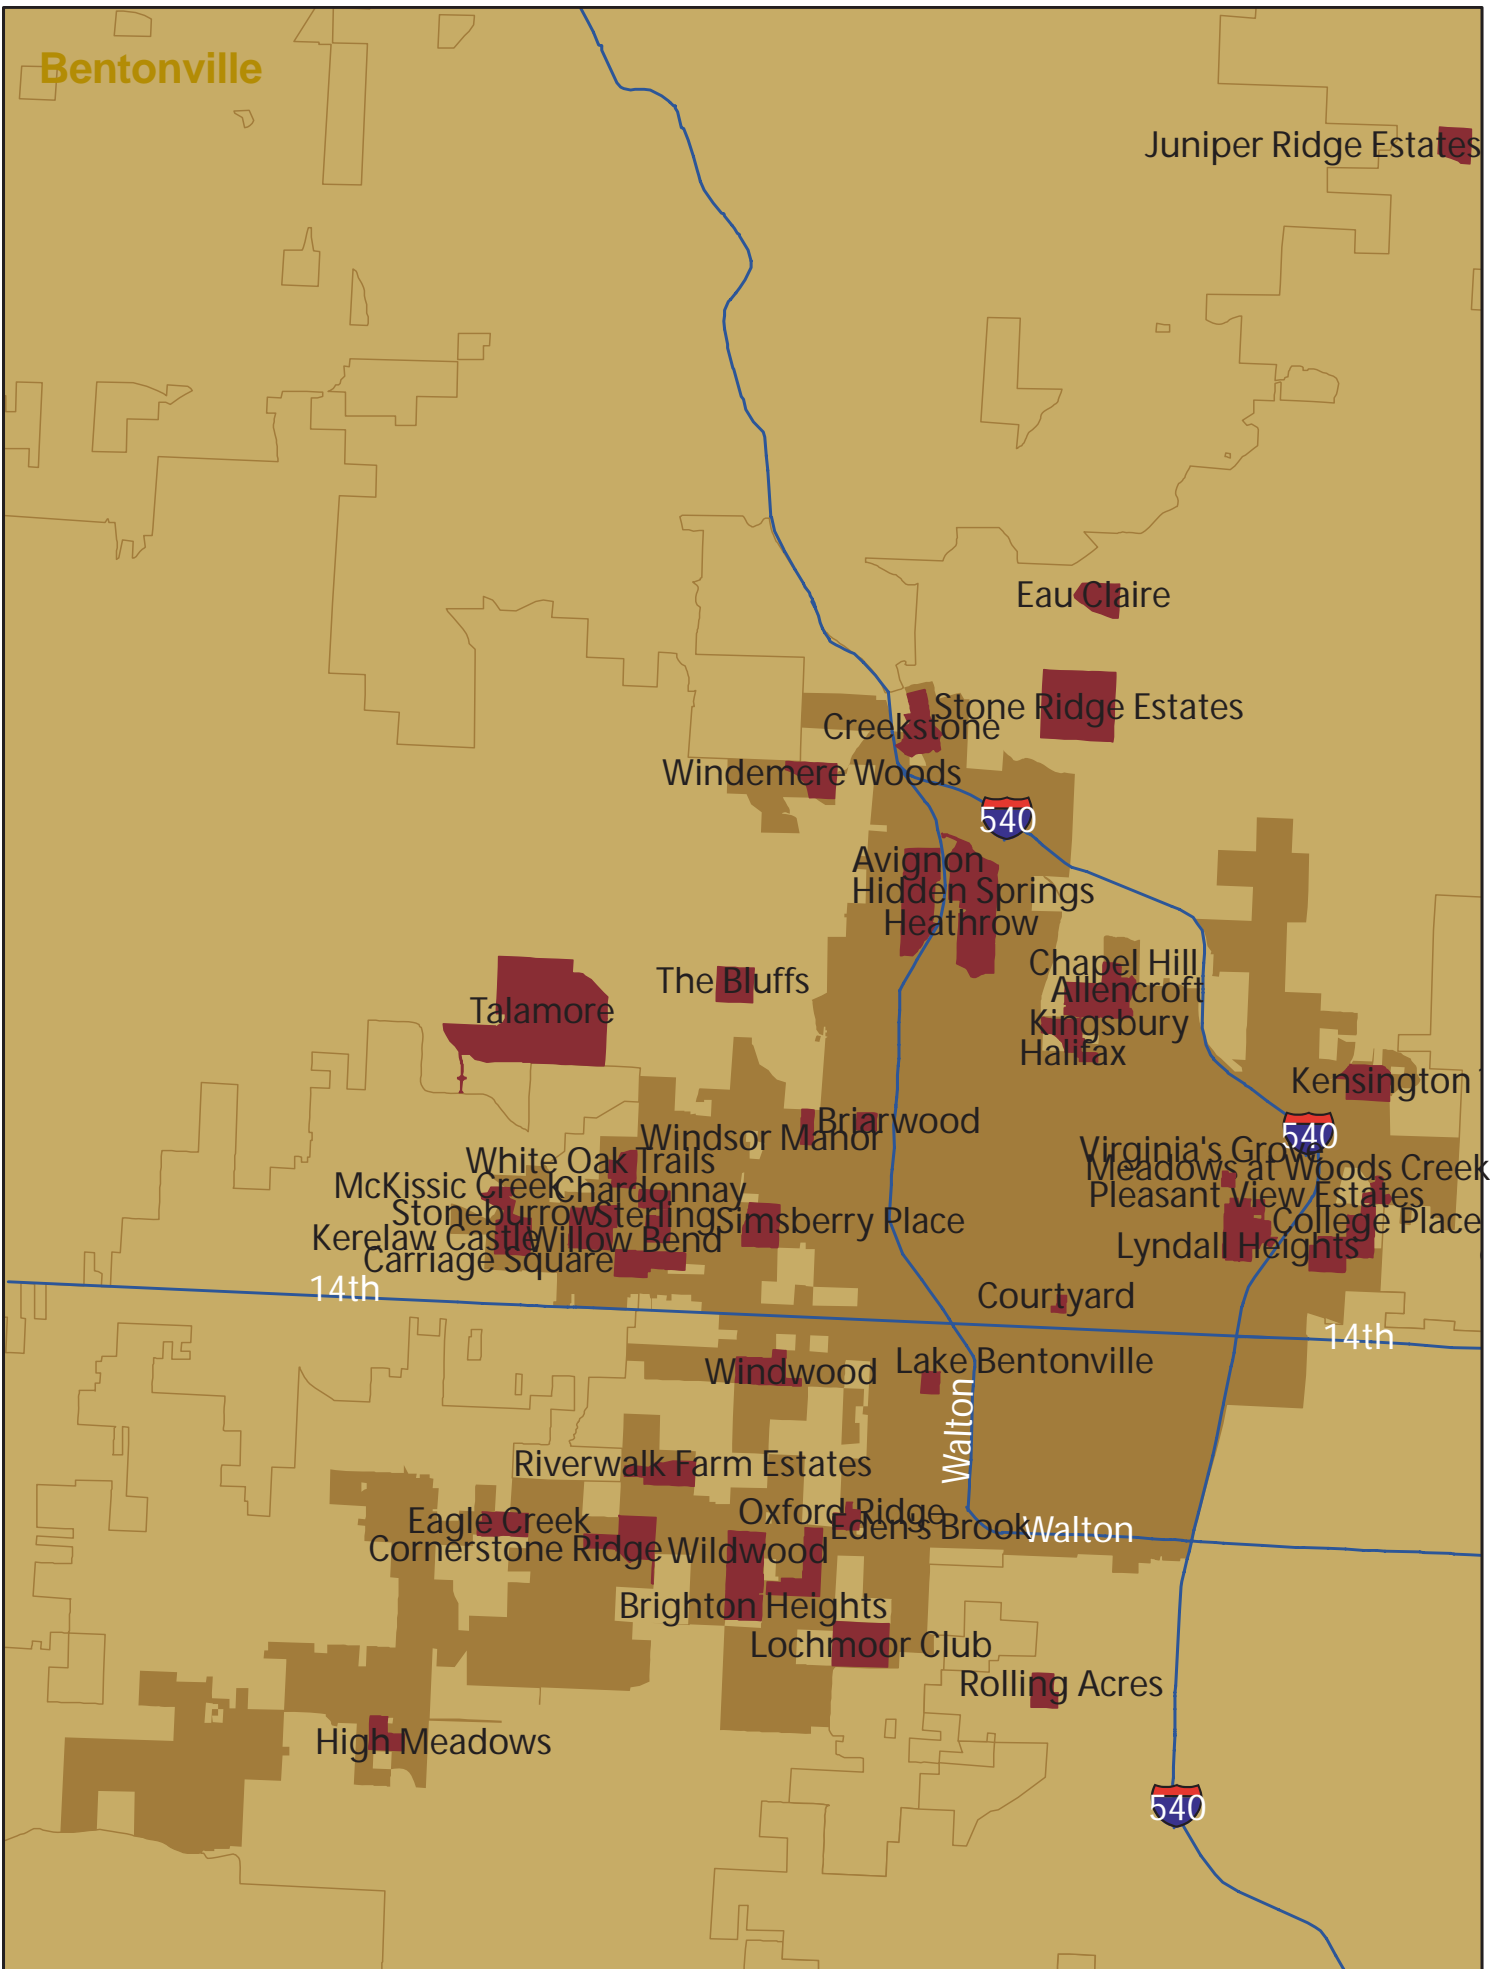 Bentonville
Juniper Ridge Estates
Eau Claire
Stone Ridge Estates
Creekstone
Windemere Woods
540
Avignon
Hidden Springs
Heathrow
Chapel Hill
The Bluffs
Allencroft
Talamore
Kingsbury
Halifax
Kensington
Briarwood
Windsor Manor
540
Virginia's Grove
White Oak Trails
Meadows at Woods Creek
McKissic Creek
Chardonnay
Pleasant View Estates
Stoneburrow
Sterling
Simsberry Place
College Place
Kerelaw Castle
Willow Bend
Lyndall Heights
Carriage Square
14th
Courtyard
14th
Lake Bentonville
Windwood
Walton
Riverwalk Farm Estates
Oxford Ridge
Eagle Creek
Eden's Brook
Walton
Cornerstone Ridge
Wildwood
Brighton Heights
Lochmoor Club
Rolling Acres
High Meadows
540